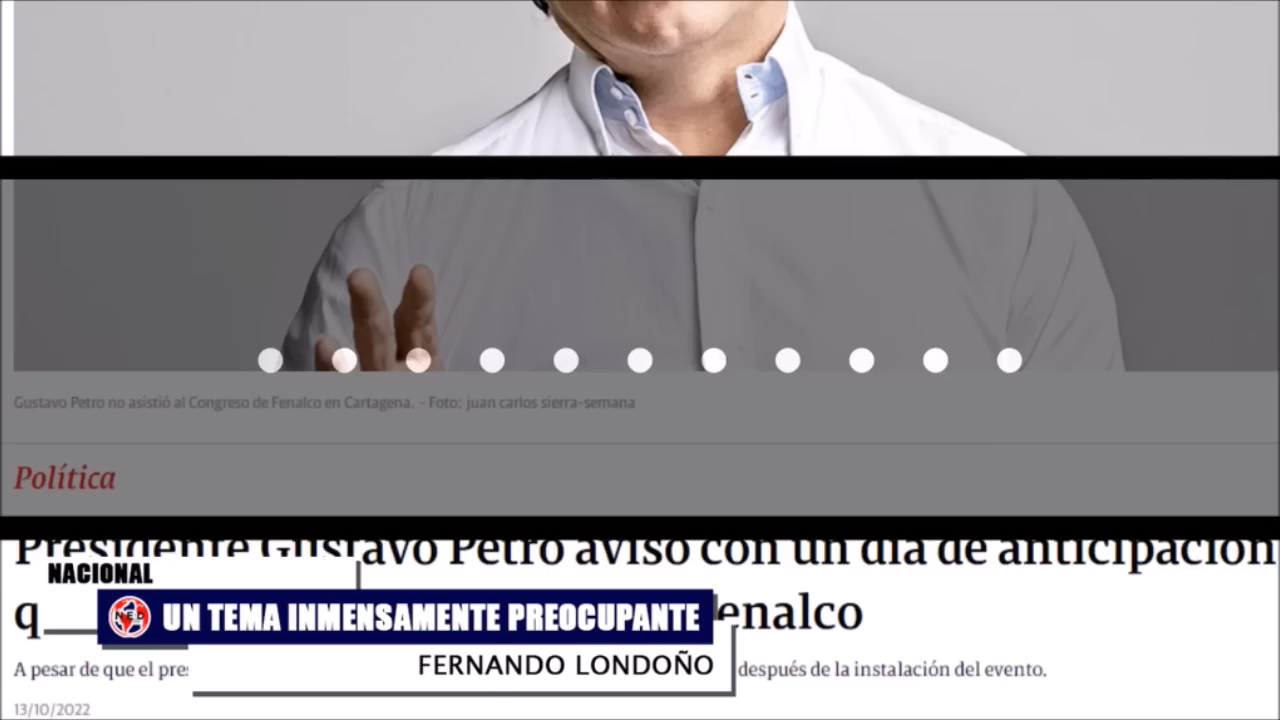 Gustavo Petro no asistió al Congreso de Fenalco en Cartagena. - Foto: juan carlos sierra-semana
Política
Presidente Gustavo Petro avisó con un día de anticipación
NACIONAL
q enalco
UN TEMA INMENSAMENTE PREOCUPANTE
A pesar de que el pres después de la instalación del evento.
FERNANDO LONDOÑO
13/10/2022